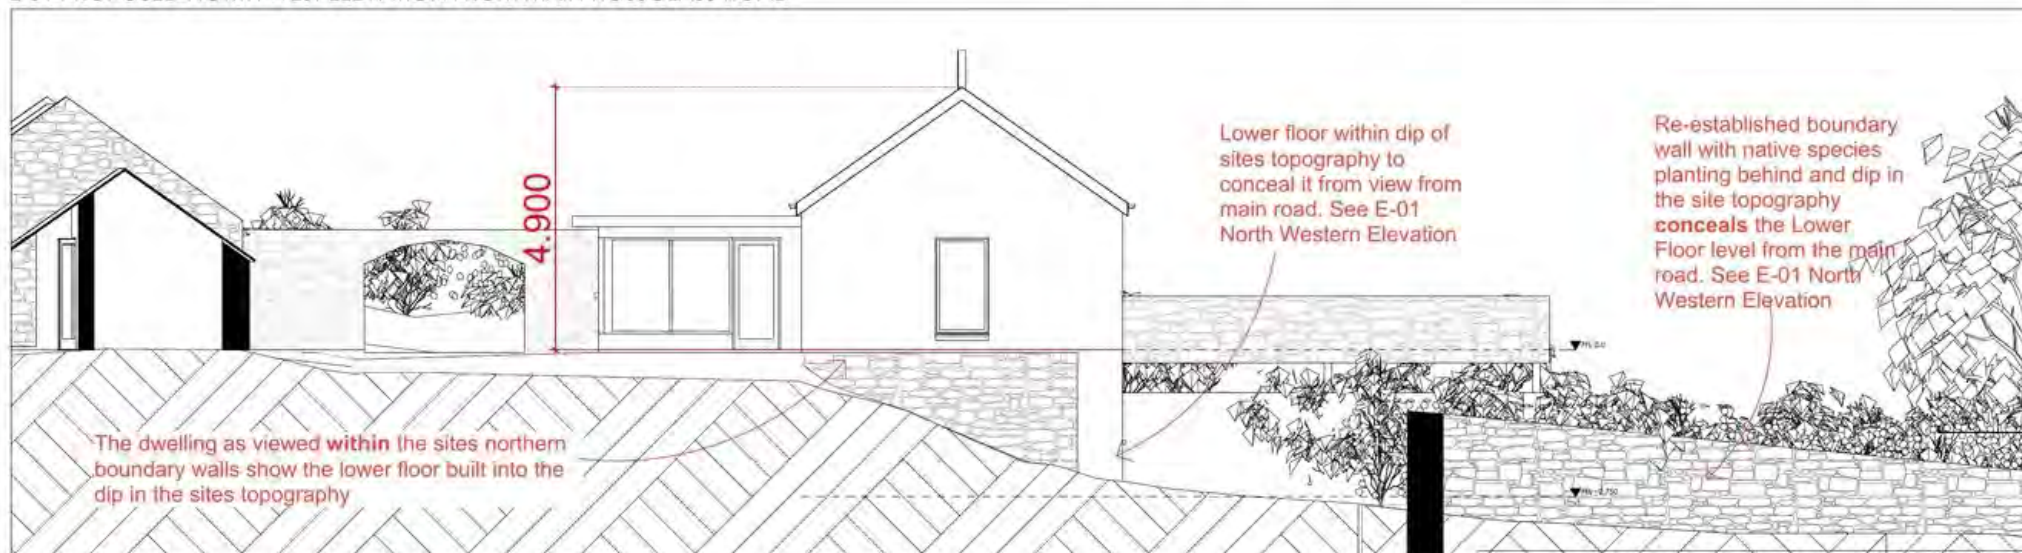 4.900
Lower floor within dip of
sites topography to
conceal it from view from
main road. See E-01
North Western Elevation
Re-established boundary
wall with native species
planting behind and dip in
the site topography
conceals the Lower
Floor level from the main
road. See E-01 North
Western Elevation
The dwelling as viewed within the sites northern
boundary walls show the lower floor built into the
dip in the sites topography